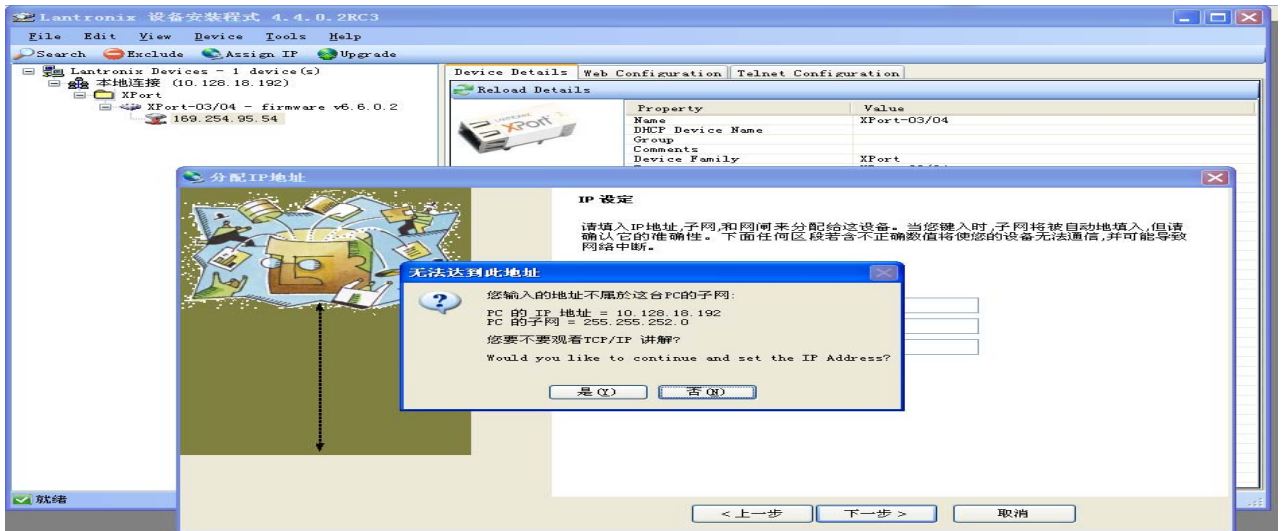 Lantronix 设备安装程式 4.4.0.2RC3
File Edit View Device Tools Help
Search Exclude Assign IP Upgrade
Lantronix Devices - 1 device(s)
本地连接 (10.128.18.192)
XPort
XPort-03/04 - firmware v6.6.0.2
169.254.95.54
Device Details Web Configuration Telnet Configuration
Reload Details
Property Value
Name XPort-03/04
DHCP Device Name
Group
Comments
Device Family XPort
LANTRONIX
XPort
分配IP地址
IP 设定
请填入IP地址,子网,和网闸来分配给这设备。当您键入时,子网将被自动地填入,但请
确认它的准确性。下面任何区段若含不正确数值将使您的设备无法通信,并可能导致
网络中断。
无法达到此地址
您输入的地址不属於这台PC的子网:
PC 的 IP 地址 = 10.128.18.192
PC 的子网 = 255.255.252.0
您要不要观看TCP/IP 讲解?
Would you like to continue and set the IP Address?
是(Y) 否(N)
就绪
<上一步 下一步> 取消